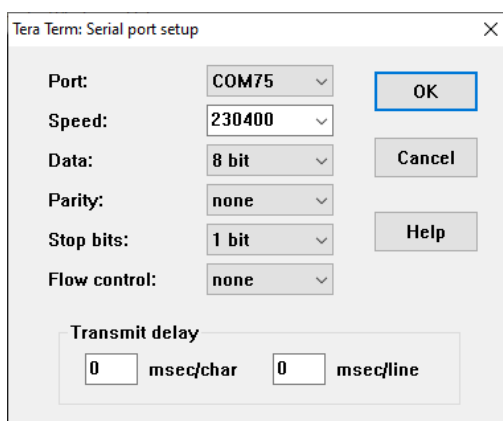 Tera Term: Serial port setup
Port: COM75 OK
Speed: 230400
Data: 8 bit Cancel
Parity: none
Stop bits: 1 bit Help
Flow control: none
Transmit delay
0 msec/char 0 msec/line